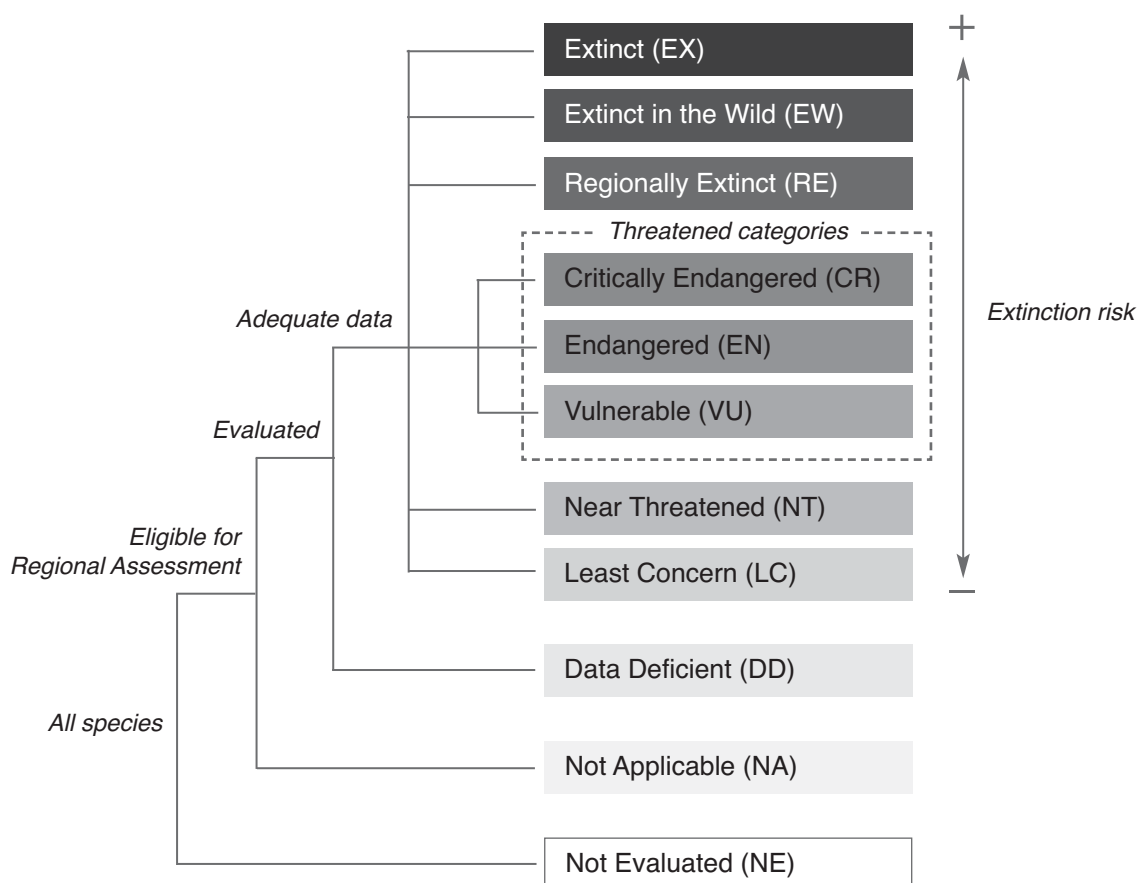 +
Extinct (EX)
Extinct in the Wild (EW)
Regionally Extinct (RE)
Threatened categories
Critically Endangered (CR)
Adequate data
Extinction risk
Endangered (EN)
Vulnerable (VU)
Evaluated
Near Threatened (NT)
Eligible for
Regional Assessment
Least Concern (LC)
−
Data Deficient (DD)
All species
Not Applicable (NA)
Not Evaluated (NE)